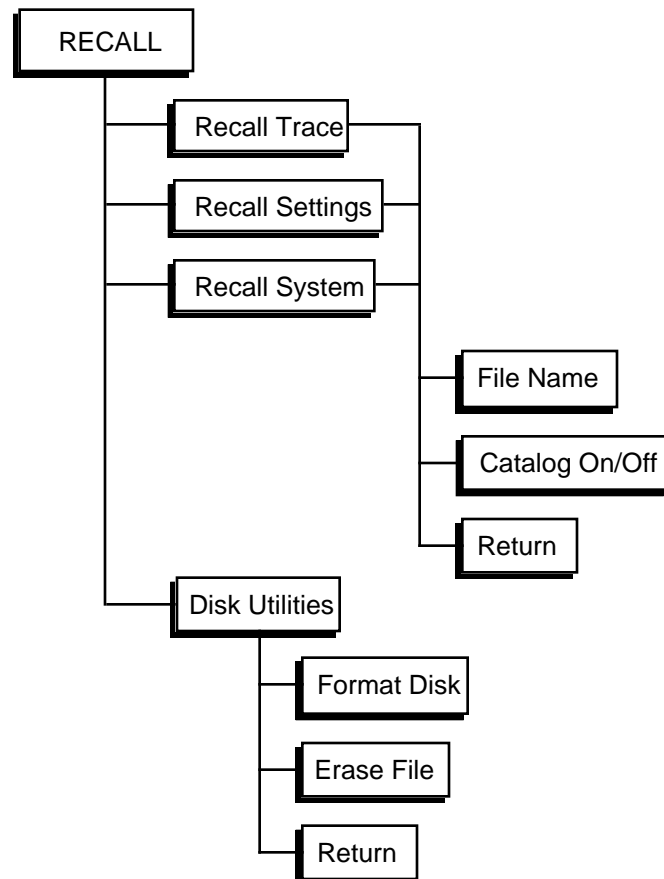 RECALL
Recall Trace
Recall Settings
Recall System
File Name
Catalog On/Off
Return
Disk Utilities
Format Disk
Erase File
Return